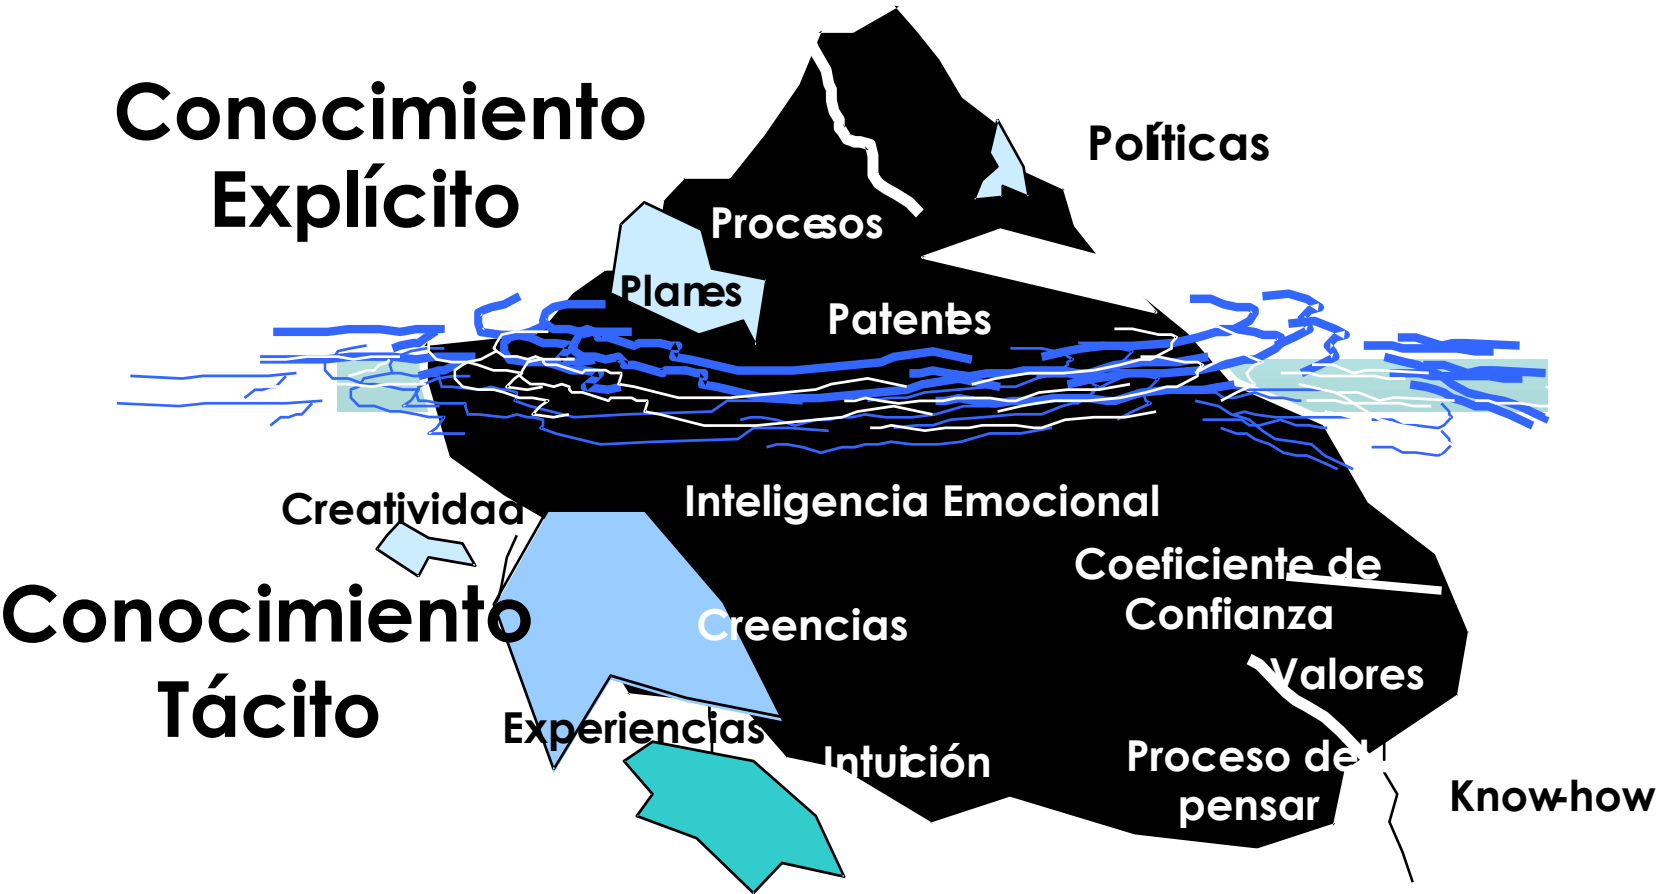 Conocimiento
Explícito
Políticas
Procesos
Planes
Patentes
Creatividad
Inteligencia Emocional
Coeficiente de
Confianza
Conocimiento
Tácito
Creencias
Valores
Experiencias
Intuición
Proceso del
pensar
Know-how